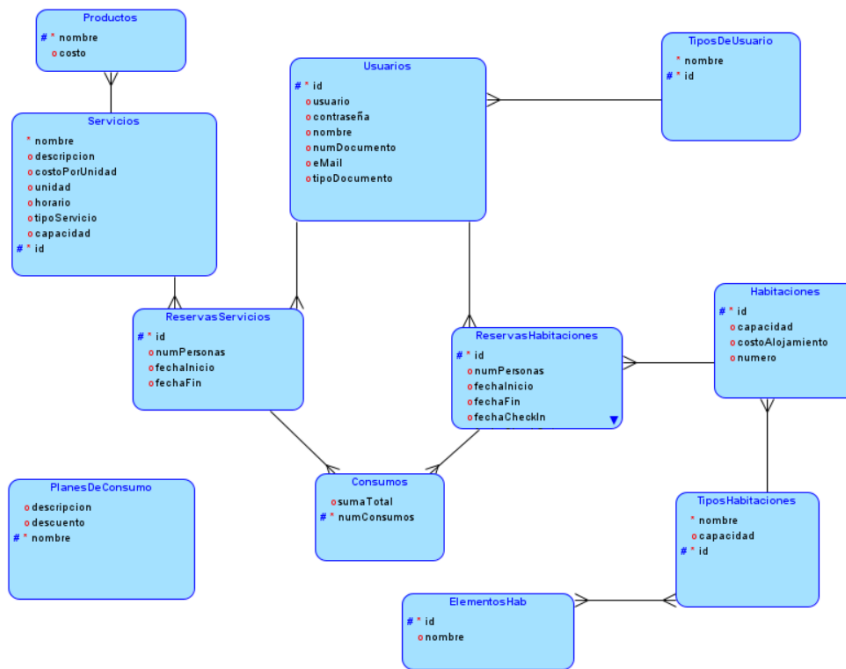 Productos
# * nombre
o costo
Servicios
* nombre
o descripcion
o costoPorUnidad
o unidad
o horario
o tipoServicio
o capacidad
# * id
Usuarios
# * id
o usuario
o contraseña
o nombre
o numDocumento
o eMail
o tipoDocumento
TiposDeUsuario
* nombre
# * id
ReservasServicios
# * id
o numPersonas
o fechaInicio
o fechaFin
ReservasHabitaciones
# * id
o numPersonas
o fechaInicio
o fechaFin
o fechaCheckIn
Habitaciones
# * id
o capacidad
o costoAlojamiento
o numero
PlanesDeConsumo
o descripcion
o descuento
# * nombre
Consumos
o sumaTotal
# * numConsumos
TiposHabitaciones
* nombre
o capacidad
# * id
ElementosHab
# * id
o nombre